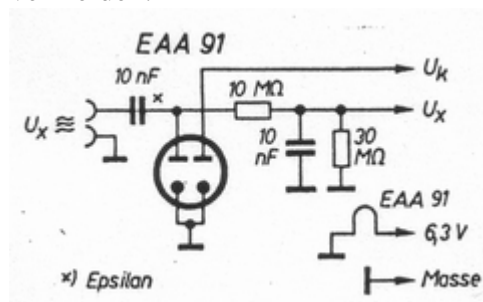 EAA 91
10 nF
x
10 MΩ
U_K
U_X
U_X ≋
10 nF
30 MΩ
EAA 91
6,3 V
x) Epsilan
Masse